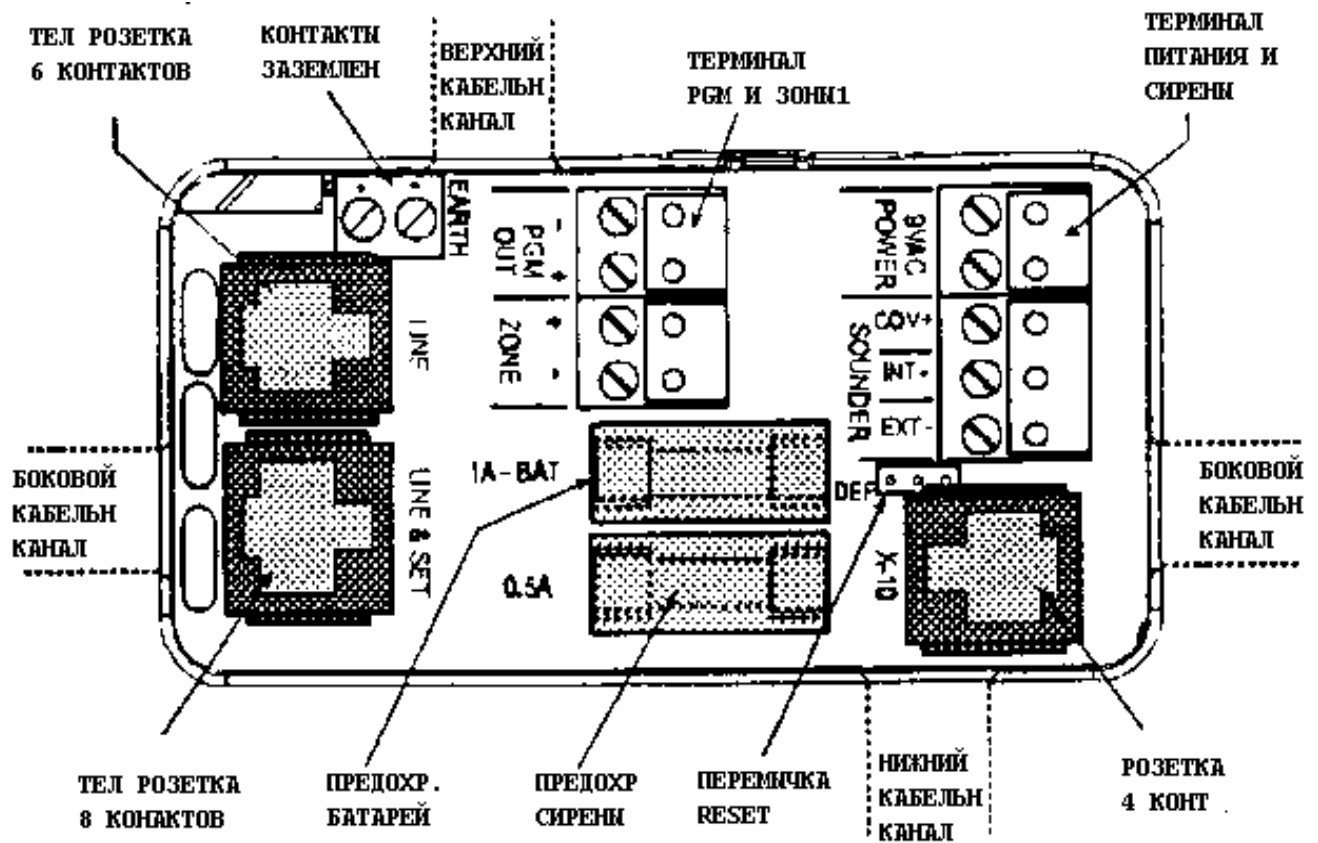 ТЕЛ РОЗЕТКА
6 КОНТАКТОВ
КОНТАКТЫ
ЗАЗЕМЛЕН
ВЕРХНИЙ
КАБЕЛЬН
КАНАЛ
ТЕРМИНАЛ
PGM И ЗОНЫ1
ТЕРМИНАЛ
ПИТАНИЯ И
СИРЕНЫ
EARTH
- PGM +
OUT
+ ZONE -
9VAC
POWER
SOUNDER
COV+
INT-
EXT-
LINE
LINE & SET
1A-BAT
0.5A
DEF
X-10
БОКОВОЙ
КАБЕЛЬН
КАНАЛ
БОКОВОЙ
КАБЕЛЬН
КАНАЛ
ТЕЛ РОЗЕТКА
8 КОНАКТОВ
ПРЕДОХР.
БАТАРЕЙ
ПРЕДОХР
СИРЕНЫ
ПЕРЕМЫЧКА
RESET
НИЖНИЙ
КАБЕЛЬН
КАНАЛ
РОЗЕТКА
4 КОНТ .